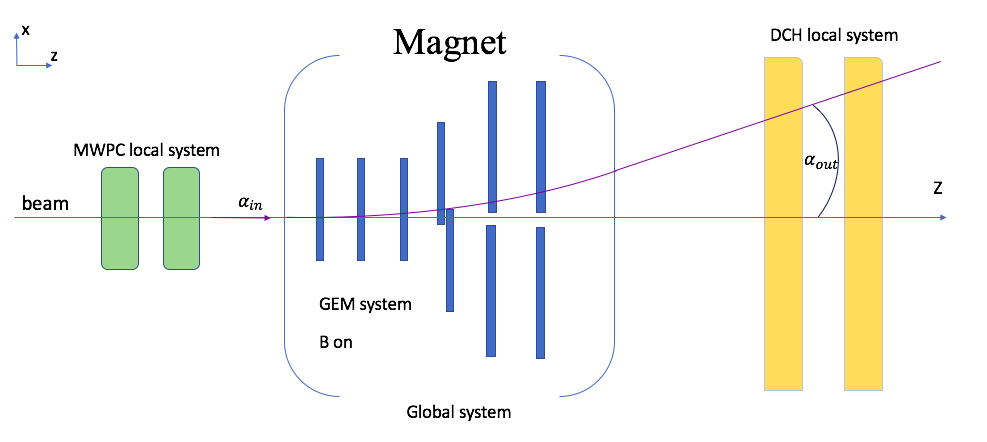 x
z
Magnet
DCH local system
MWPC local system
beam
α_in
α_out
Z
GEM system
B on
Global system